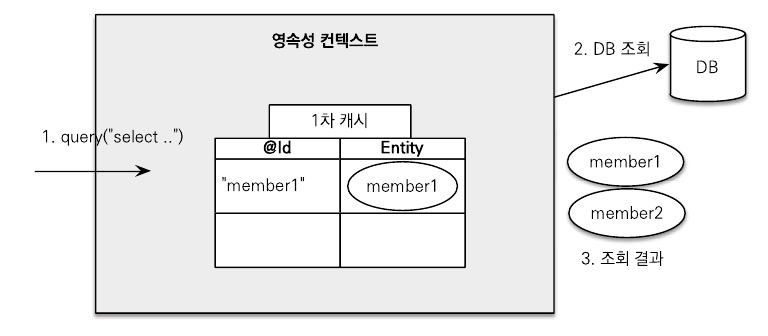 영속성 컨텍스트
2. DB 조회
DB
1차 캐시
1. query("select ..")
@Id Entity
"member1" member1
member1
member2
3. 조회 결과